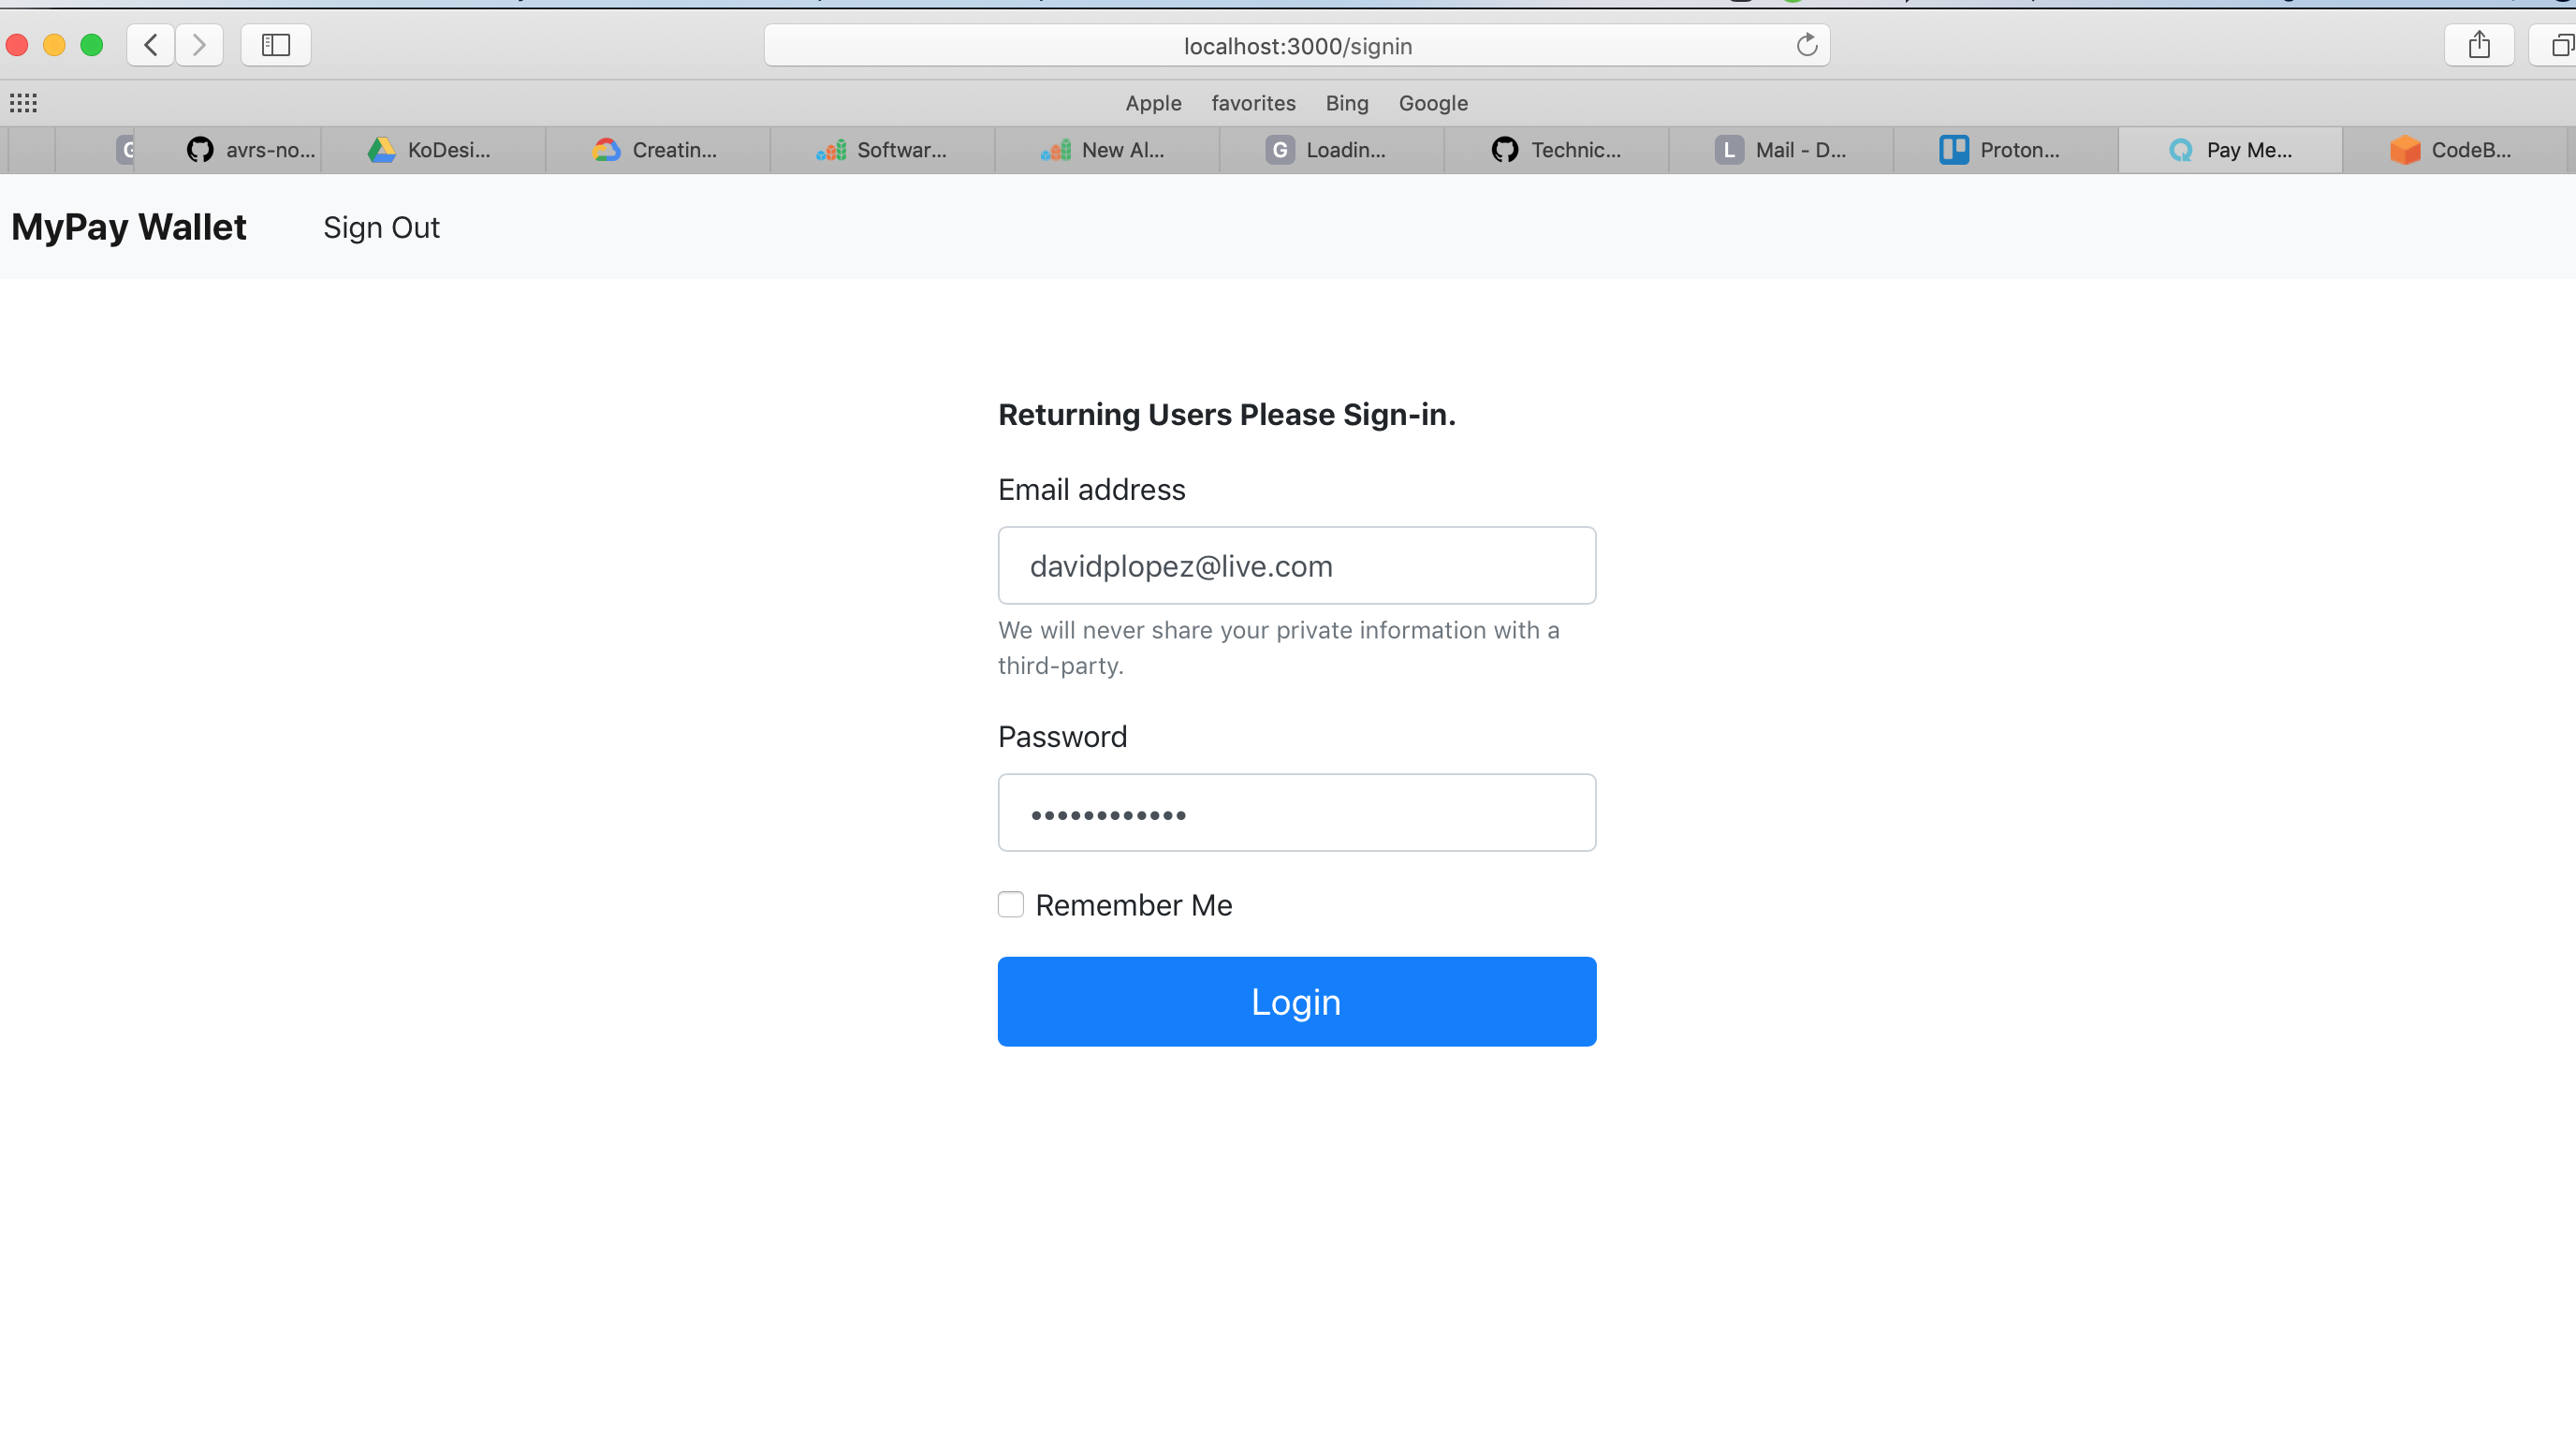 localhost:3000/signin
Apple favorites Bing Google
G avrs-no... KoDesi... Creatin... Softwar... New Al... G Loadin... Technic... L Mail - D... Proton... Pay Me... CodeB...
MyPay Wallet Sign Out
Returning Users Please Sign-in.
Email address
davidplopez@live.com
We will never share your private information with a
third-party.
Password
••••••••••••
Remember Me
Login